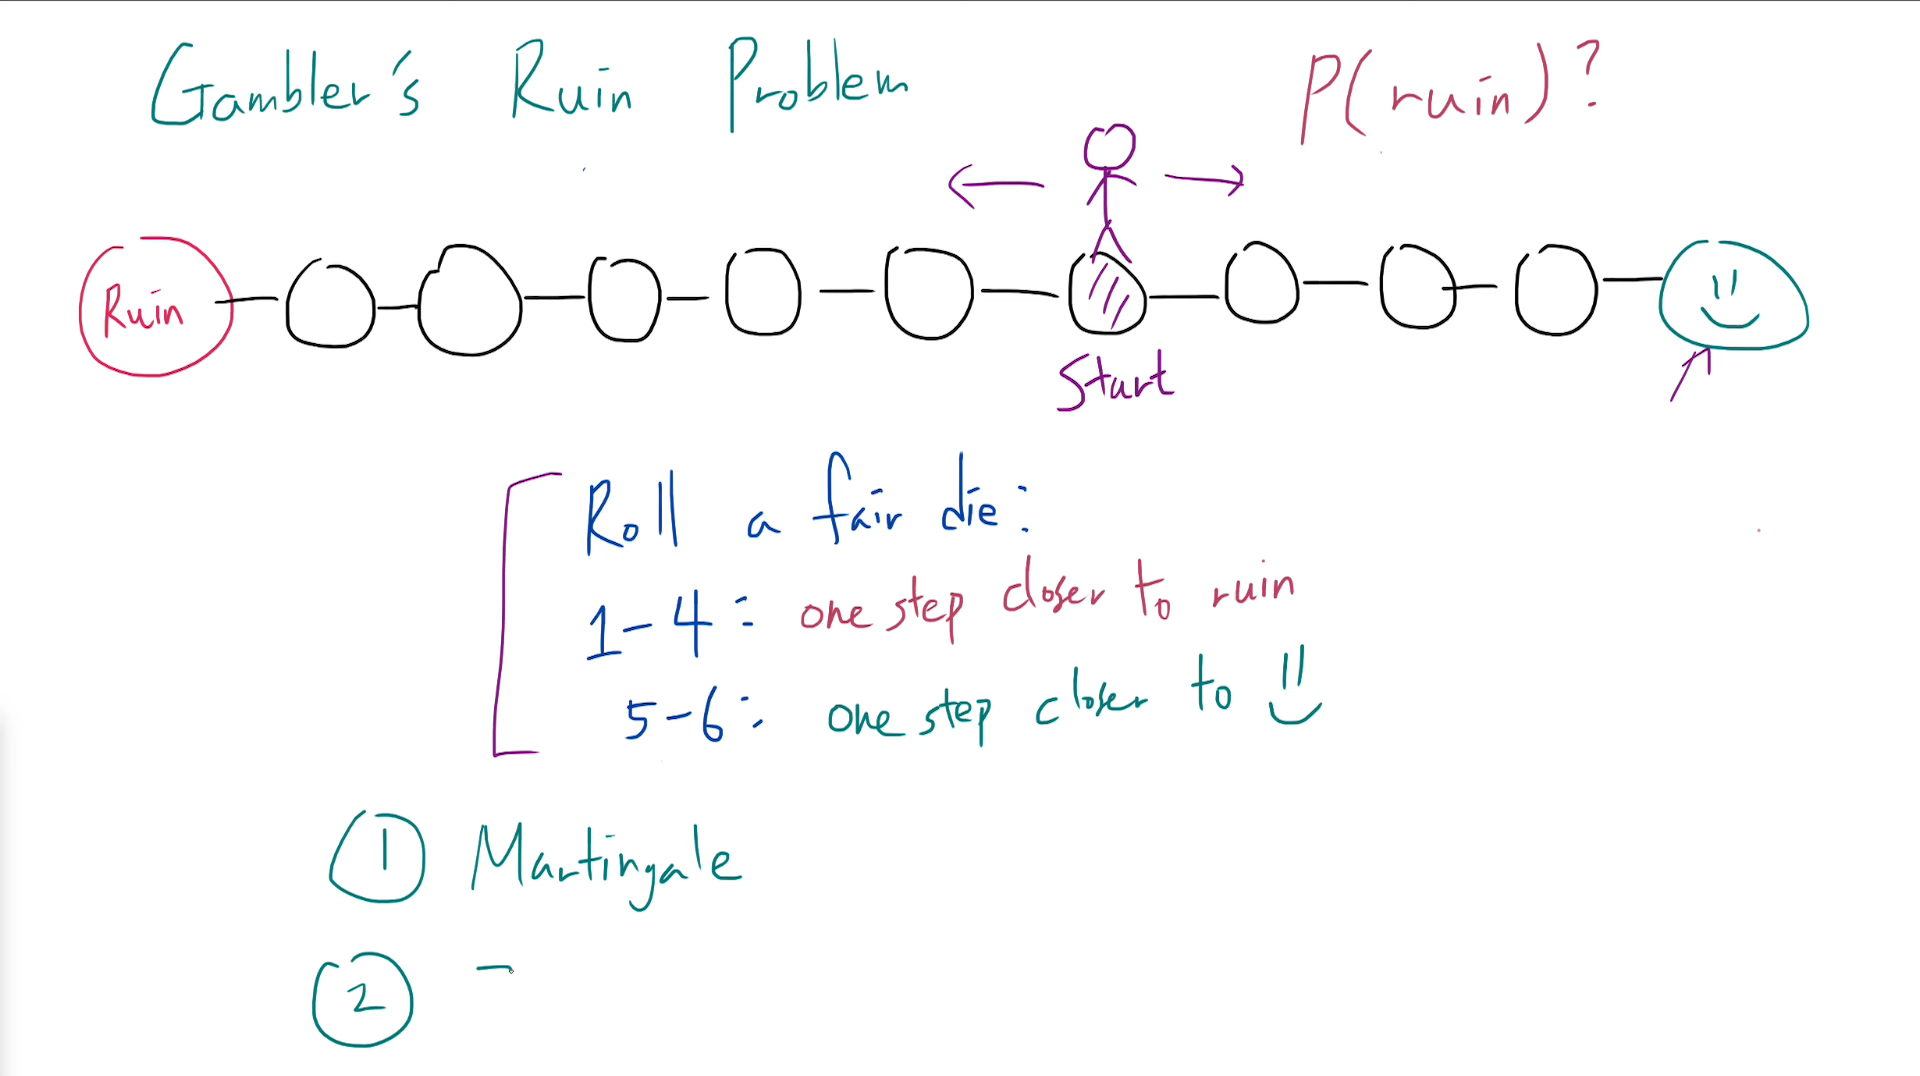 Gambler's Ruin Problem
P(ruin)?
Ruin
Start
Roll a fair die:
1-4: one step closer to ruin
5-6: one step closer to
1 Martingale
2